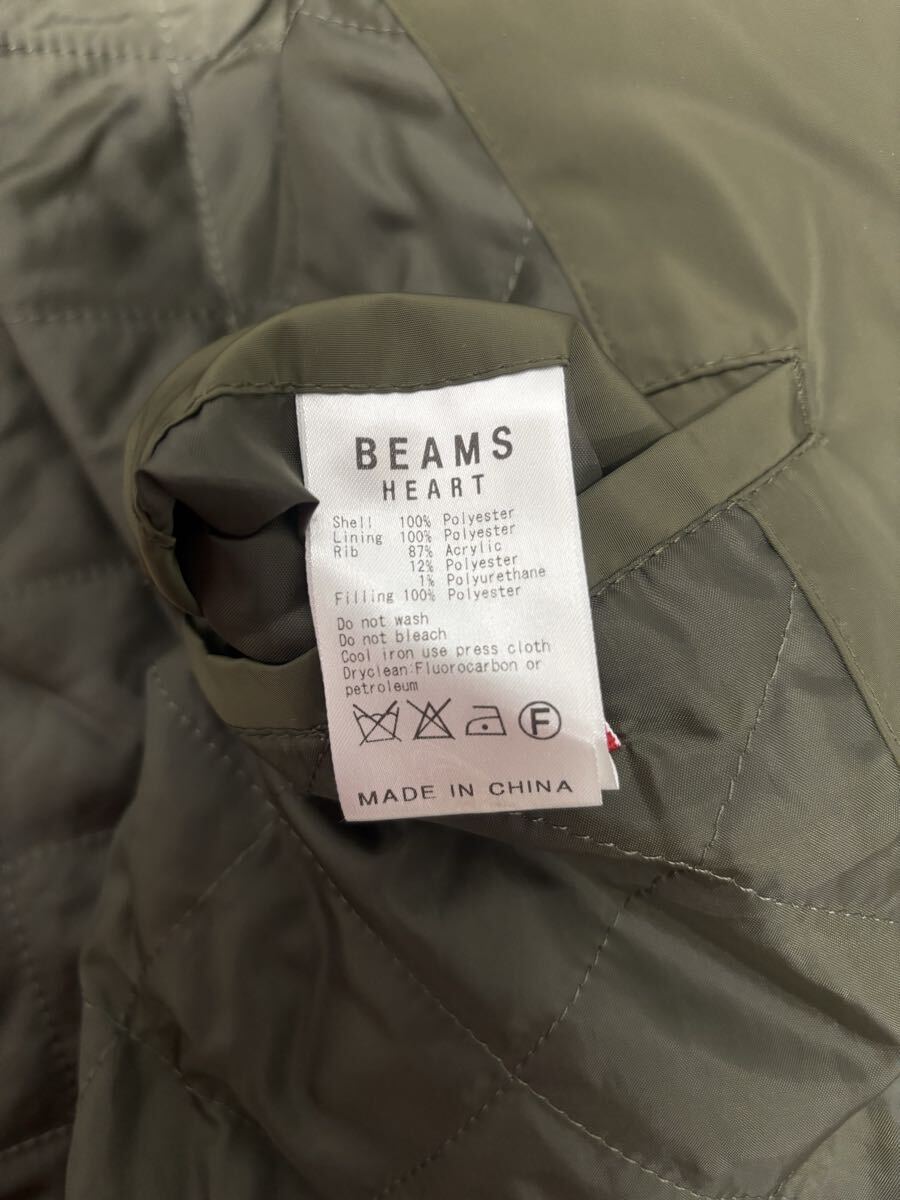 BEAMS
HEART
Shell 100% Polyester
Lining 100% Polyester
Rib 87% Acrylic
12% Polyester
1% Polyurethane
Filling 100% Polyester
Do not wash
Do not bleach
Cool iron use press cloth
Dryclean:Fluorocarbon or
petroleum
F
MADE IN CHINA